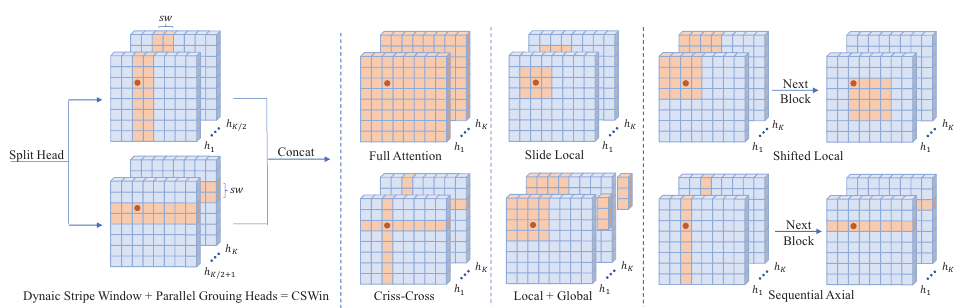 sw
h_{K/2}
h_1
Split Head
Concat
sw
h_K
h_{K/2+1}
Dynaic Stripe Window + Parallel Grouing Heads = CSWin
h_K
h_1
Full Attention
h_K
h_1
Slide Local
h_K
h_1
Next
Block
h_K
h_1
Shifted Local
h_K
h_1
Criss-Cross
h_K
h_1
Local + Global
h_K
h_1
Next
Block
h_K
h_1
Sequential Axial